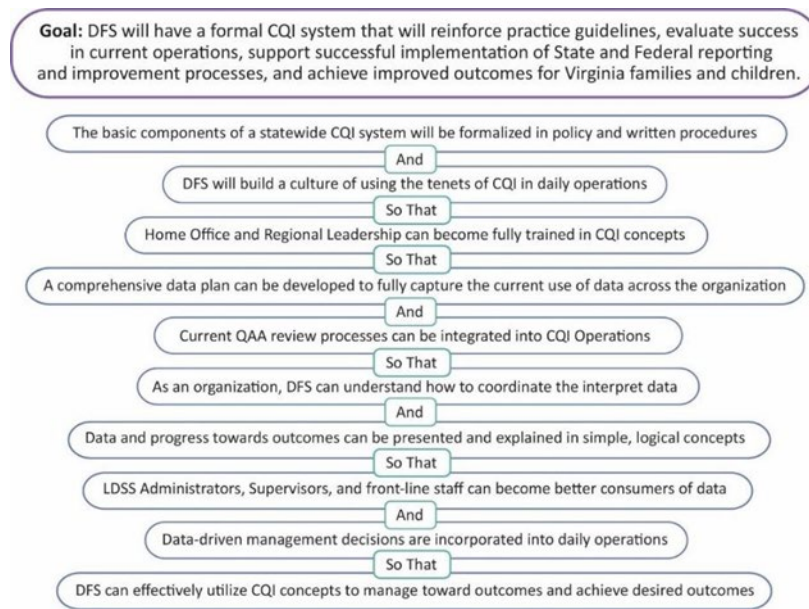 Goal: DFS will have a formal CQI system that will reinforce practice guidelines, evaluate success
in current operations, support successful implementation of State and Federal reporting
and improvement processes, and achieve improved outcomes for Virginia families and children.
The basic components of a statewide CQI system will be formalized in policy and written procedures
And
DFS will build a culture of using the tenets of CQI in daily operations
So That
Home Office and Regional Leadership can become fully trained in CQI concepts
So That
A comprehensive data plan can be developed to fully capture the current use of data across the organization
And
Current QAA review processes can be integrated into CQI Operations
So That
As an organization, DFS can understand how to coordinate the interpret data
And
Data and progress towards outcomes can be presented and explained in simple, logical concepts
So That
LDSS Administrators, Supervisors, and front-line staff can become better consumers of data
And
Data-driven management decisions are incorporated into daily operations
So That
DFS can effectively utilize CQI concepts to manage toward outcomes and achieve desired outcomes